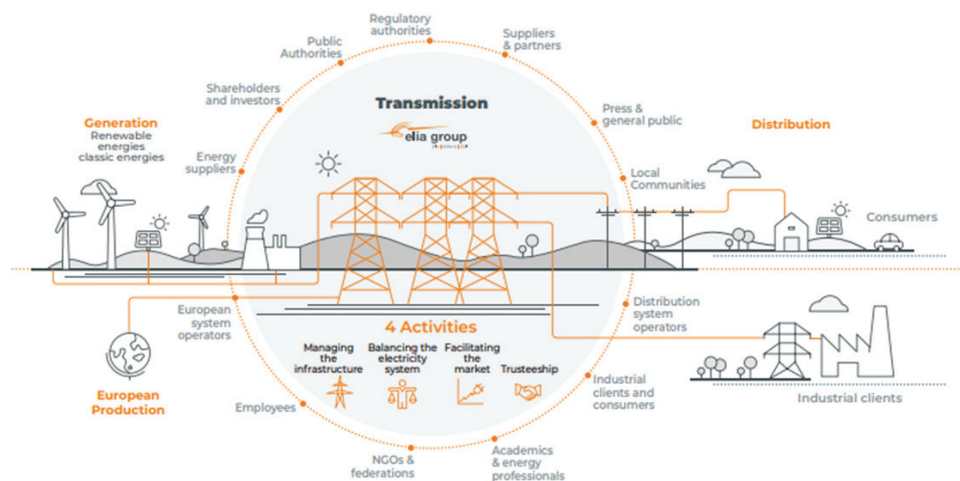 Regulatory
authorities
Suppliers
& partners
Public
Authorities
Shareholders
and investors
Transmission
elia group
Press &
general public
Generation
Renewable
energies
classic energies
Distribution
Energy
suppliers
Local
Communities
Consumers
European
system
operators
Distribution
system
operators
4 Activities
Managing
the
infrastructure
Balancing the
electricity
system
Facilitating
the
market
Trusteeship
European
Production
Employees
Industrial
clients and
consumers
Industrial clients
NGOs &
federations
Academics
& energy
professionals